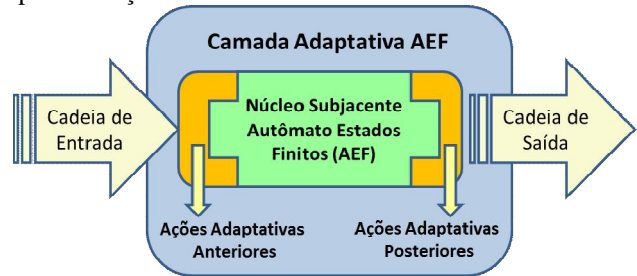 Camada Adaptativa AEF
Cadeia de
Entrada
Núcleo Subjacente
Autômato Estados
Finitos (AEF)
Cadeia de
Saída
Ações Adaptativas
Anteriores
Ações Adaptativas
Posteriores